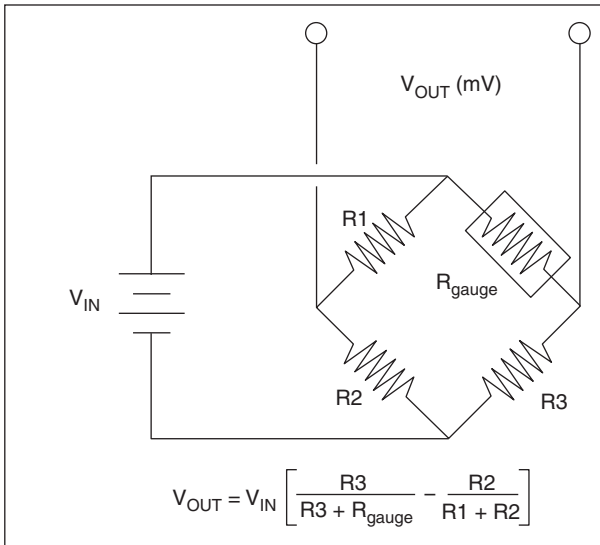 V_OUT (mV)
R1
R_gauge
V_IN
R2
R3
V_OUT = V_IN [ R3 / (R3 + R_gauge) − R2 / (R1 + R2) ]